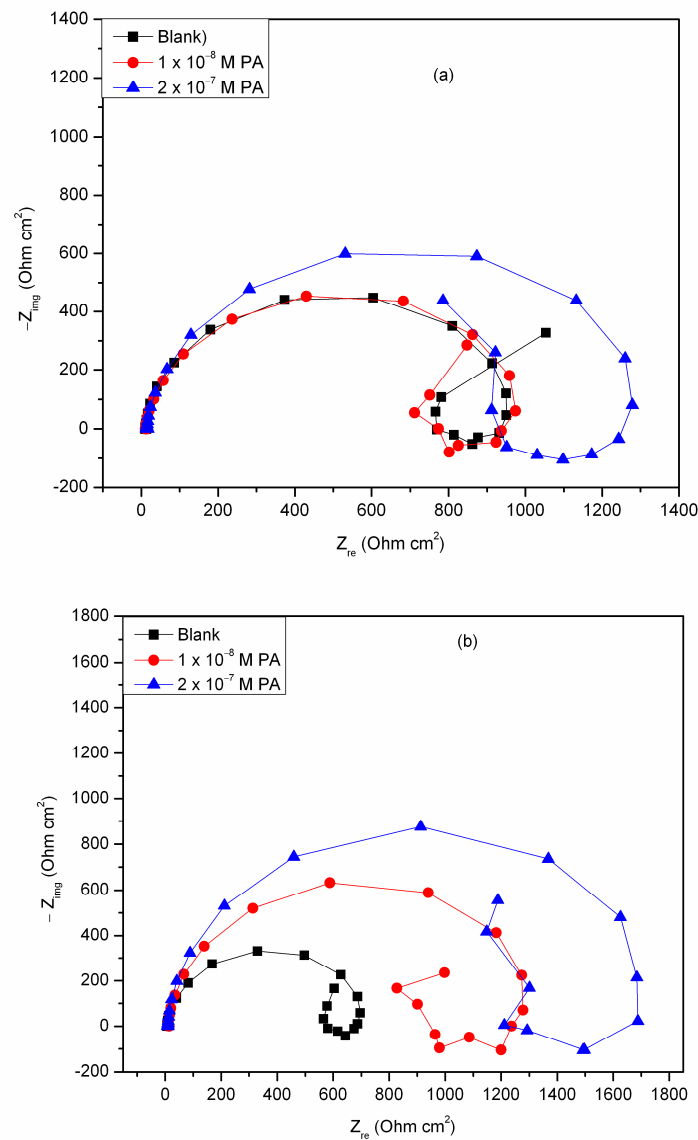 1400
1200
1000
800
600
400
200
0
-200
−Z_img (Ohm cm²)
Blank)
1 x 10⁻⁸ M PA
2 x 10⁻⁷ M PA
(a)
0 200 400 600 800 1000 1200 1400
Z_re (Ohm cm²)
1800
1600
1400
1200
1000
800
600
400
200
0
-200
− Z_img (Ohm cm²)
Blank
1 x 10⁻⁸ M PA
2 x 10⁻⁷ M PA
(b)
0 200 400 600 800 1000 1200 1400 1600 1800
Z_re (Ohm cm²)